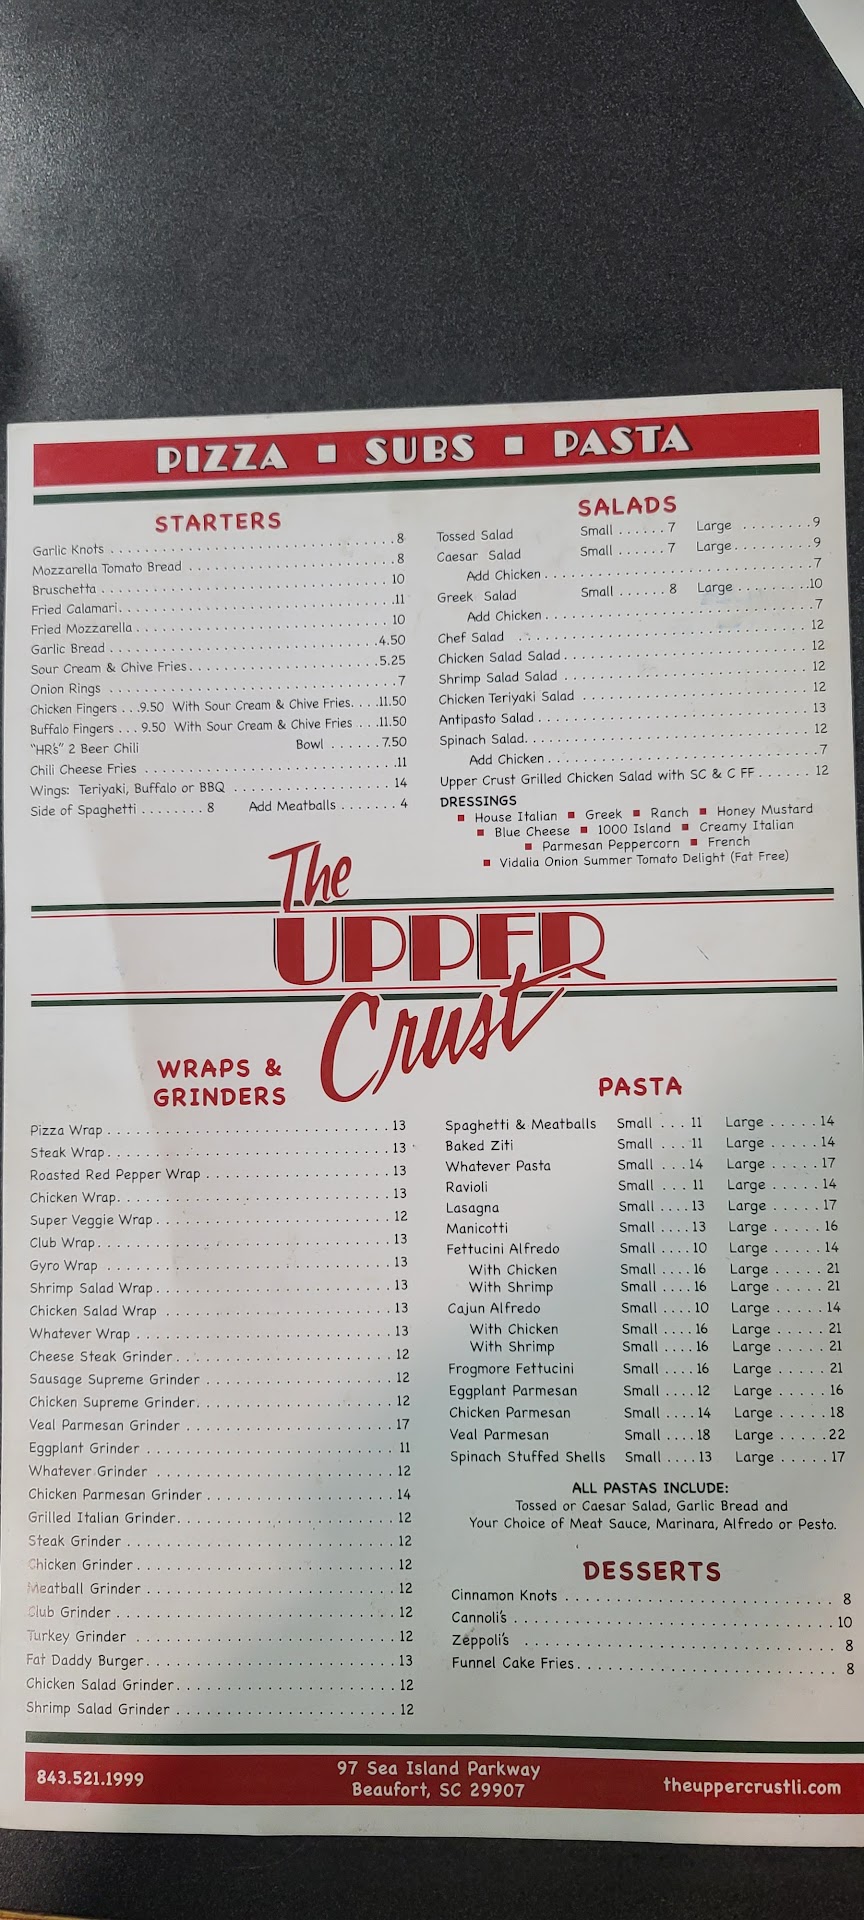 PIZZA ■ SUBS ■ PASTA
STARTERS
Garlic Knots . . . . . 8
Mozzarella Tomato Bread . . . . . 8
Bruschetta . . . . . 10
Fried Calamari . . . . . 11
Fried Mozzarella . . . . . 10
Garlic Bread . . . . . 4.50
Sour Cream & Chive Fries . . . . . 5.25
Onion Rings . . . . . 7
Chicken Fingers . . . 9.50 With Sour Cream & Chive Fries. . . . 11.50
Buffalo Fingers . . . 9.50 With Sour Cream & Chive Fries . . . 11.50
"HR's" 2 Beer Chili Bowl . . . . . . 7.50
Chili Cheese Fries . . . . . 11
Wings: Teriyaki, Buffalo or BBQ . . . . . 14
Side of Spaghetti . . . . . . . . 8 Add Meatballs . . . . . . . 4
SALADS
Tossed Salad Small . . . . . . 7 Large . . . . . . . . . 9
Caesar Salad Small . . . . . . 7 Large . . . . . . . . . 9
Add Chicken . . . . . 7
Greek Salad Small . . . . . . 8 Large . . . . . . . . . 10
Add Chicken . . . . . 7
Chef Salad . . . . . 12
Chicken Salad Salad . . . . . 12
Shrimp Salad Salad . . . . . 12
Chicken Teriyaki Salad . . . . . 12
Antipasto Salad . . . . . 13
Spinach Salad . . . . . 12
Add Chicken . . . . . 7
Upper Crust Grilled Chicken Salad with SC & C FF . . . . . . 12
DRESSINGS
■ House Italian ■ Greek ■ Ranch ■ Honey Mustard
■ Blue Cheese ■ 1000 Island ■ Creamy Italian
■ Parmesan Peppercorn ■ French
■ Vidalia Onion Summer Tomato Delight (Fat Free)
The
UPPER
Crust
WRAPS &
GRINDERS
Pizza Wrap . . . . . 13
Steak Wrap . . . . . 13
Roasted Red Pepper Wrap . . . . . 13
Chicken Wrap . . . . . 13
Super Veggie Wrap . . . . . 12
Club Wrap . . . . . 13
Gyro Wrap . . . . . 13
Shrimp Salad Wrap . . . . . 13
Chicken Salad Wrap . . . . . 13
Whatever Wrap . . . . . 13
Cheese Steak Grinder . . . . . 12
Sausage Supreme Grinder . . . . . 12
Chicken Supreme Grinder . . . . . 12
Veal Parmesan Grinder . . . . . 17
Eggplant Grinder . . . . . 11
Whatever Grinder . . . . . 12
Chicken Parmesan Grinder . . . . . 14
Grilled Italian Grinder . . . . . 12
Steak Grinder . . . . . 12
Chicken Grinder . . . . . 12
Meatball Grinder . . . . . 12
Club Grinder . . . . . 12
Turkey Grinder . . . . . 12
Fat Daddy Burger . . . . . 13
Chicken Salad Grinder . . . . . 12
Shrimp Salad Grinder . . . . . 12
PASTA
Spaghetti & Meatballs Small . . . 11 Large . . . . . 14
Baked Ziti Small . . . 11 Large . . . . . 14
Whatever Pasta Small . . . 14 Large . . . . . 17
Ravioli Small . . . 11 Large . . . . . 14
Lasagna Small . . . . 13 Large . . . . . 17
Manicotti Small . . . . 13 Large . . . . . 16
Fettucini Alfredo Small . . . . 10 Large . . . . . 14
With Chicken Small . . . . 16 Large . . . . . 21
With Shrimp Small . . . . 16 Large . . . . . 21
Cajun Alfredo Small . . . . 10 Large . . . . . 14
With Chicken Small . . . . 16 Large . . . . . 21
With Shrimp Small . . . . 16 Large . . . . . 21
Frogmore Fettucini Small . . . . 16 Large . . . . . 21
Eggplant Parmesan Small . . . . 12 Large . . . . . 16
Chicken Parmesan Small . . . . 14 Large . . . . . 18
Veal Parmesan Small . . . . 18 Large . . . . . 22
Spinach Stuffed Shells Small . . . . 13 Large . . . . . 17
ALL PASTAS INCLUDE:
Tossed or Caesar Salad, Garlic Bread and
Your Choice of Meat Sauce, Marinara, Alfredo or Pesto.
DESSERTS
Cinnamon Knots . . . . . 8
Cannoli's . . . . . 10
Zeppoli's . . . . . 8
Funnel Cake Fries . . . . . 8
843.521.1999
97 Sea Island Parkway
Beaufort, SC 29907
theuppercrustli.com